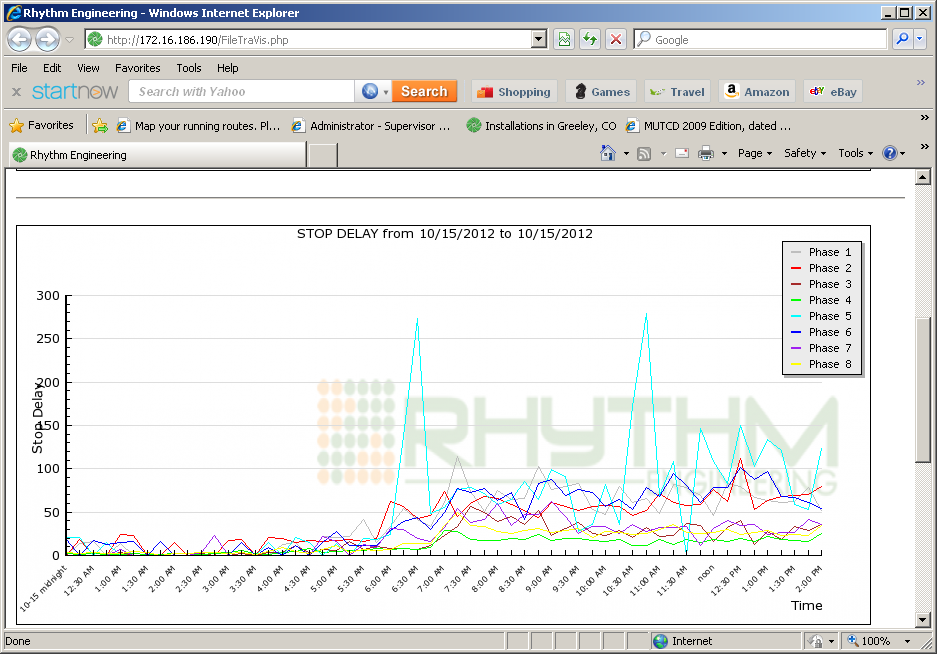 Rhythm Engineering - Windows Internet Explorer
http://172.16.186.190/FileTraVis.php
Google
File Edit View Favorites Tools Help
startnow Search with Yahoo Search Shopping Games Travel Amazon eBay
Favorites Map your running routes. Pl... Administrator - Supervisor ... Installations in Greeley, CO MUTCD 2009 Edition, dated ...
Rhythm Engineering
Page Safety Tools
STOP DELAY from 10/15/2012 to 10/15/2012
Phase 1
Phase 2
Phase 3
Phase 4
Phase 5
Phase 6
Phase 7
Phase 8
300
250
200
150
100
50
0
Stop Delay
RHYTHM
ENGINEERING
10-15 midnight 12:30 AM 1:00 AM 1:30 AM 2:00 AM 2:30 AM 3:00 AM 3:30 AM 4:00 AM 4:30 AM 5:00 AM 5:30 AM 6:00 AM 6:30 AM 7:00 AM 7:30 AM 8:00 AM 8:30 AM 9:00 AM 9:30 AM 10:00 AM 10:30 AM 11:00 AM 11:30 AM noon 12:30 PM 1:00 PM 1:30 PM 2:00 PM
Time
Done Internet 100%